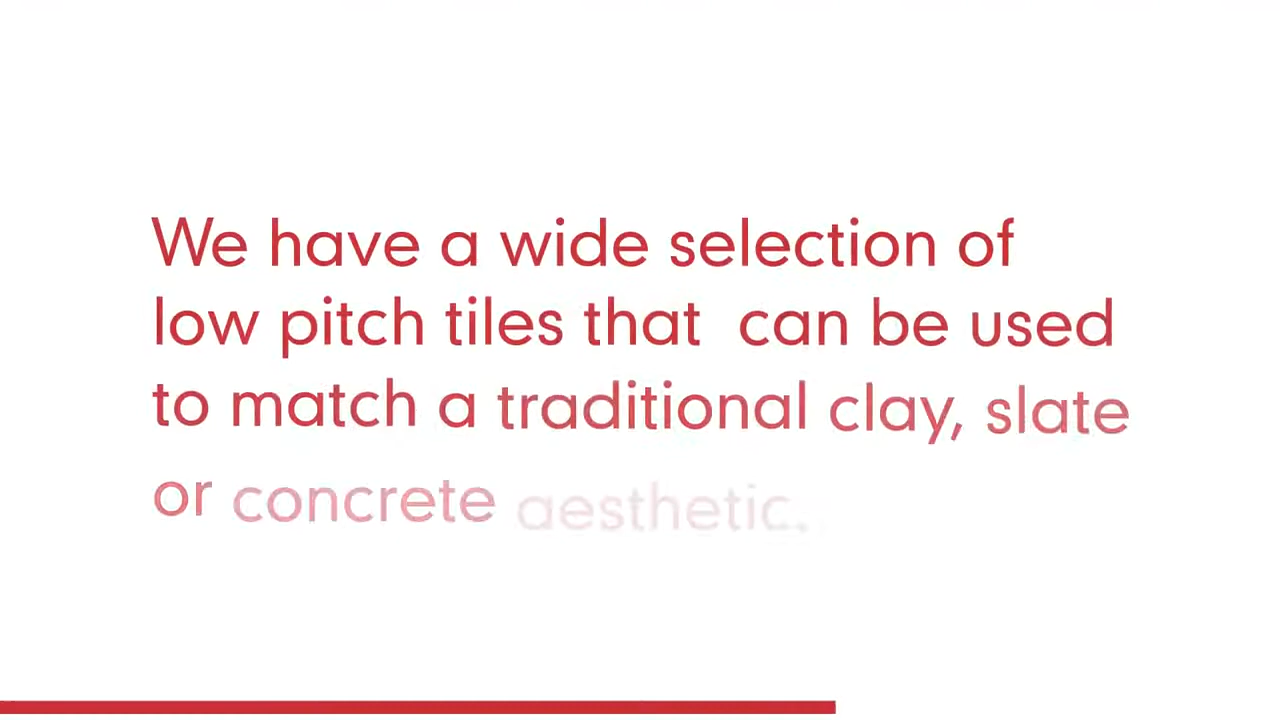 We have a wide selection of
low pitch tiles that  can be used
to match a traditional clay, slate
or concrete aesthetic.